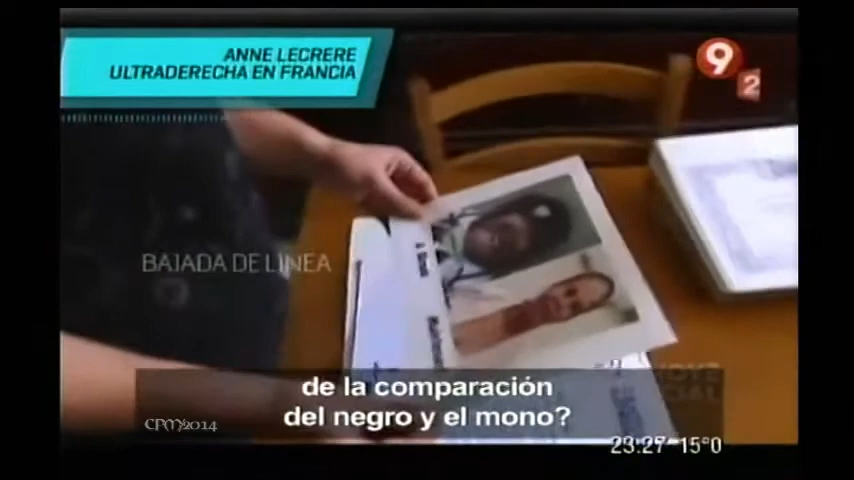 ANNE LECRERE
ULTRADERECHA EN FRANCIA
9
2
BAJADA DE LINEA
de la comparación
del negro y el mono?
CPM2014
23:27 15°0